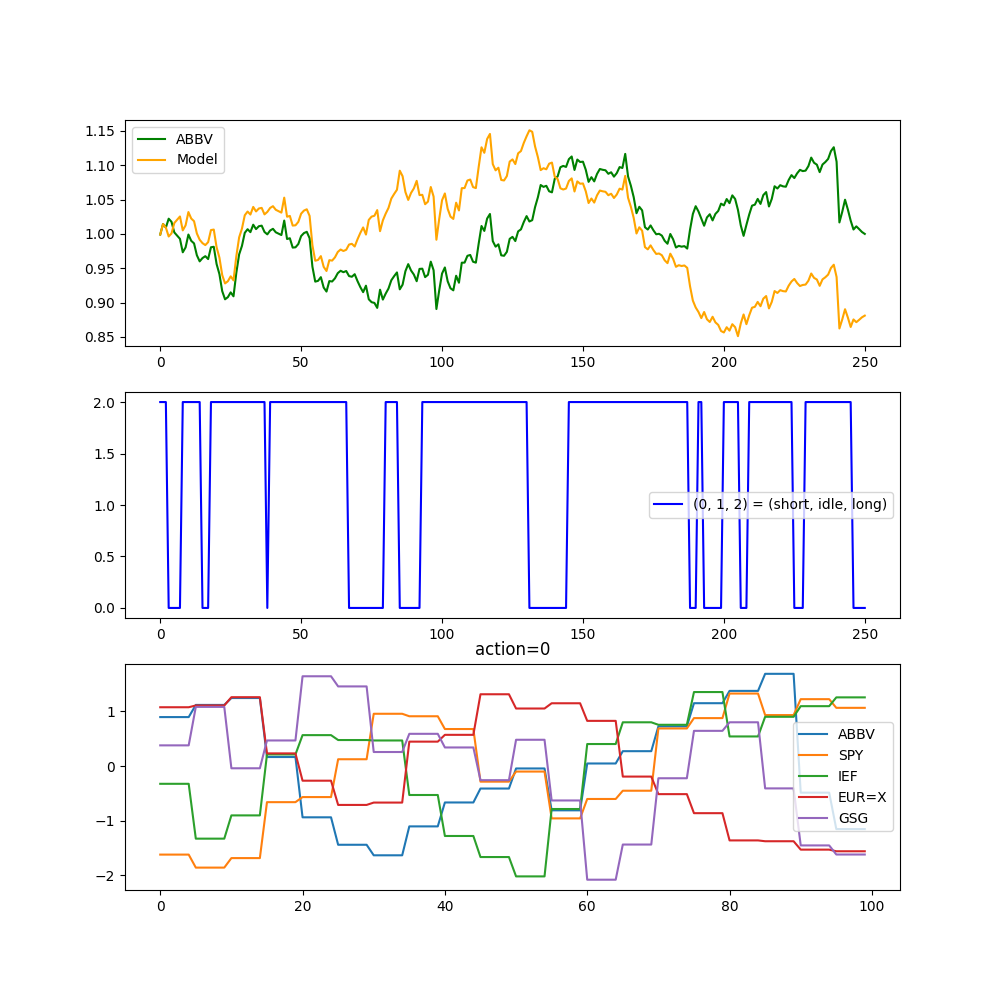 1.15
1.10
1.05
1.00
0.95
0.90
0.85
ABBV
Model
0 50 100 150 200 250
2.0
1.5
1.0
0.5
0.0
(0, 1, 2) = (short, idle, long)
0 50 100 150 200 250
action=0
1
0
−1
−2
ABBV
SPY
IEF
EUR=X
GSG
0 20 40 60 80 100